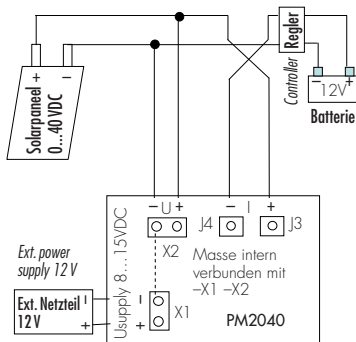 Solarpaneel
0...40 VDC
+ −
Regler
Controller
− +
12V
Batterie
− U +
X2
J4 − I + J3
Masse intern
verbunden mit
–X1 –X2
Usupply 8...15VDC
Ext. power
supply 12 V
Ext. Netzteil
12 V
−
+
−
+
X1
PM2040